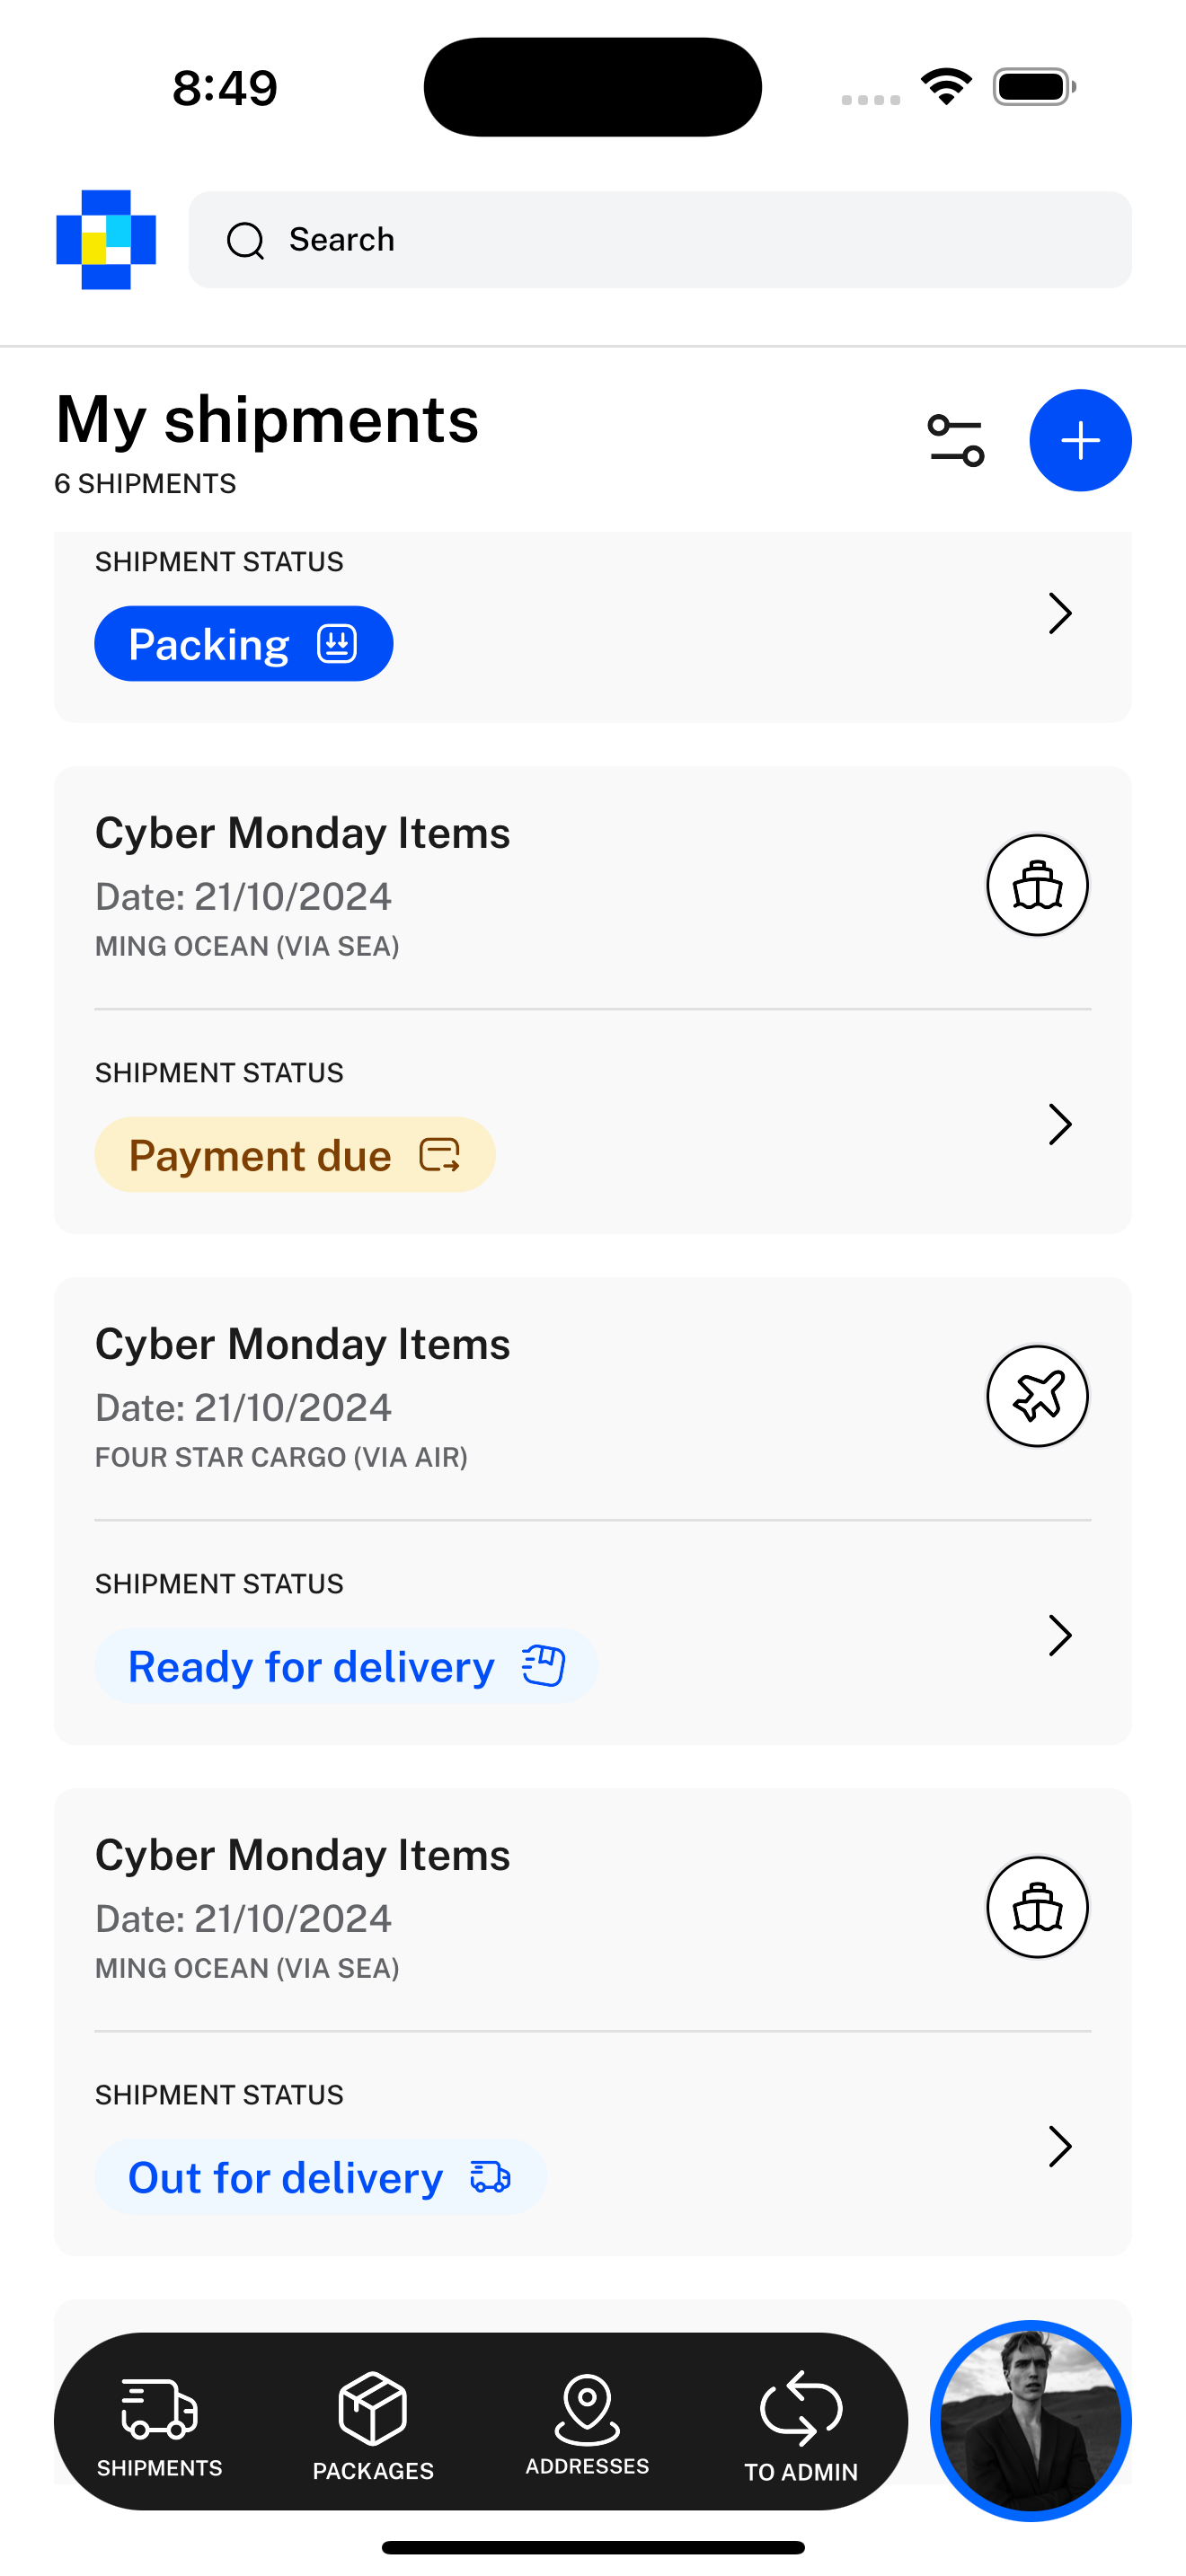 8:49
Search
My shipments
6 SHIPMENTS
SHIPMENT STATUS
Packing
Cyber Monday Items
Date: 21/10/2024
MING OCEAN (VIA SEA)
SHIPMENT STATUS
Payment due
Cyber Monday Items
Date: 21/10/2024
FOUR STAR CARGO (VIA AIR)
SHIPMENT STATUS
Ready for delivery
Cyber Monday Items
Date: 21/10/2024
MING OCEAN (VIA SEA)
SHIPMENT STATUS
Out for delivery
SHIPMENTS
PACKAGES
ADDRESSES
TO ADMIN